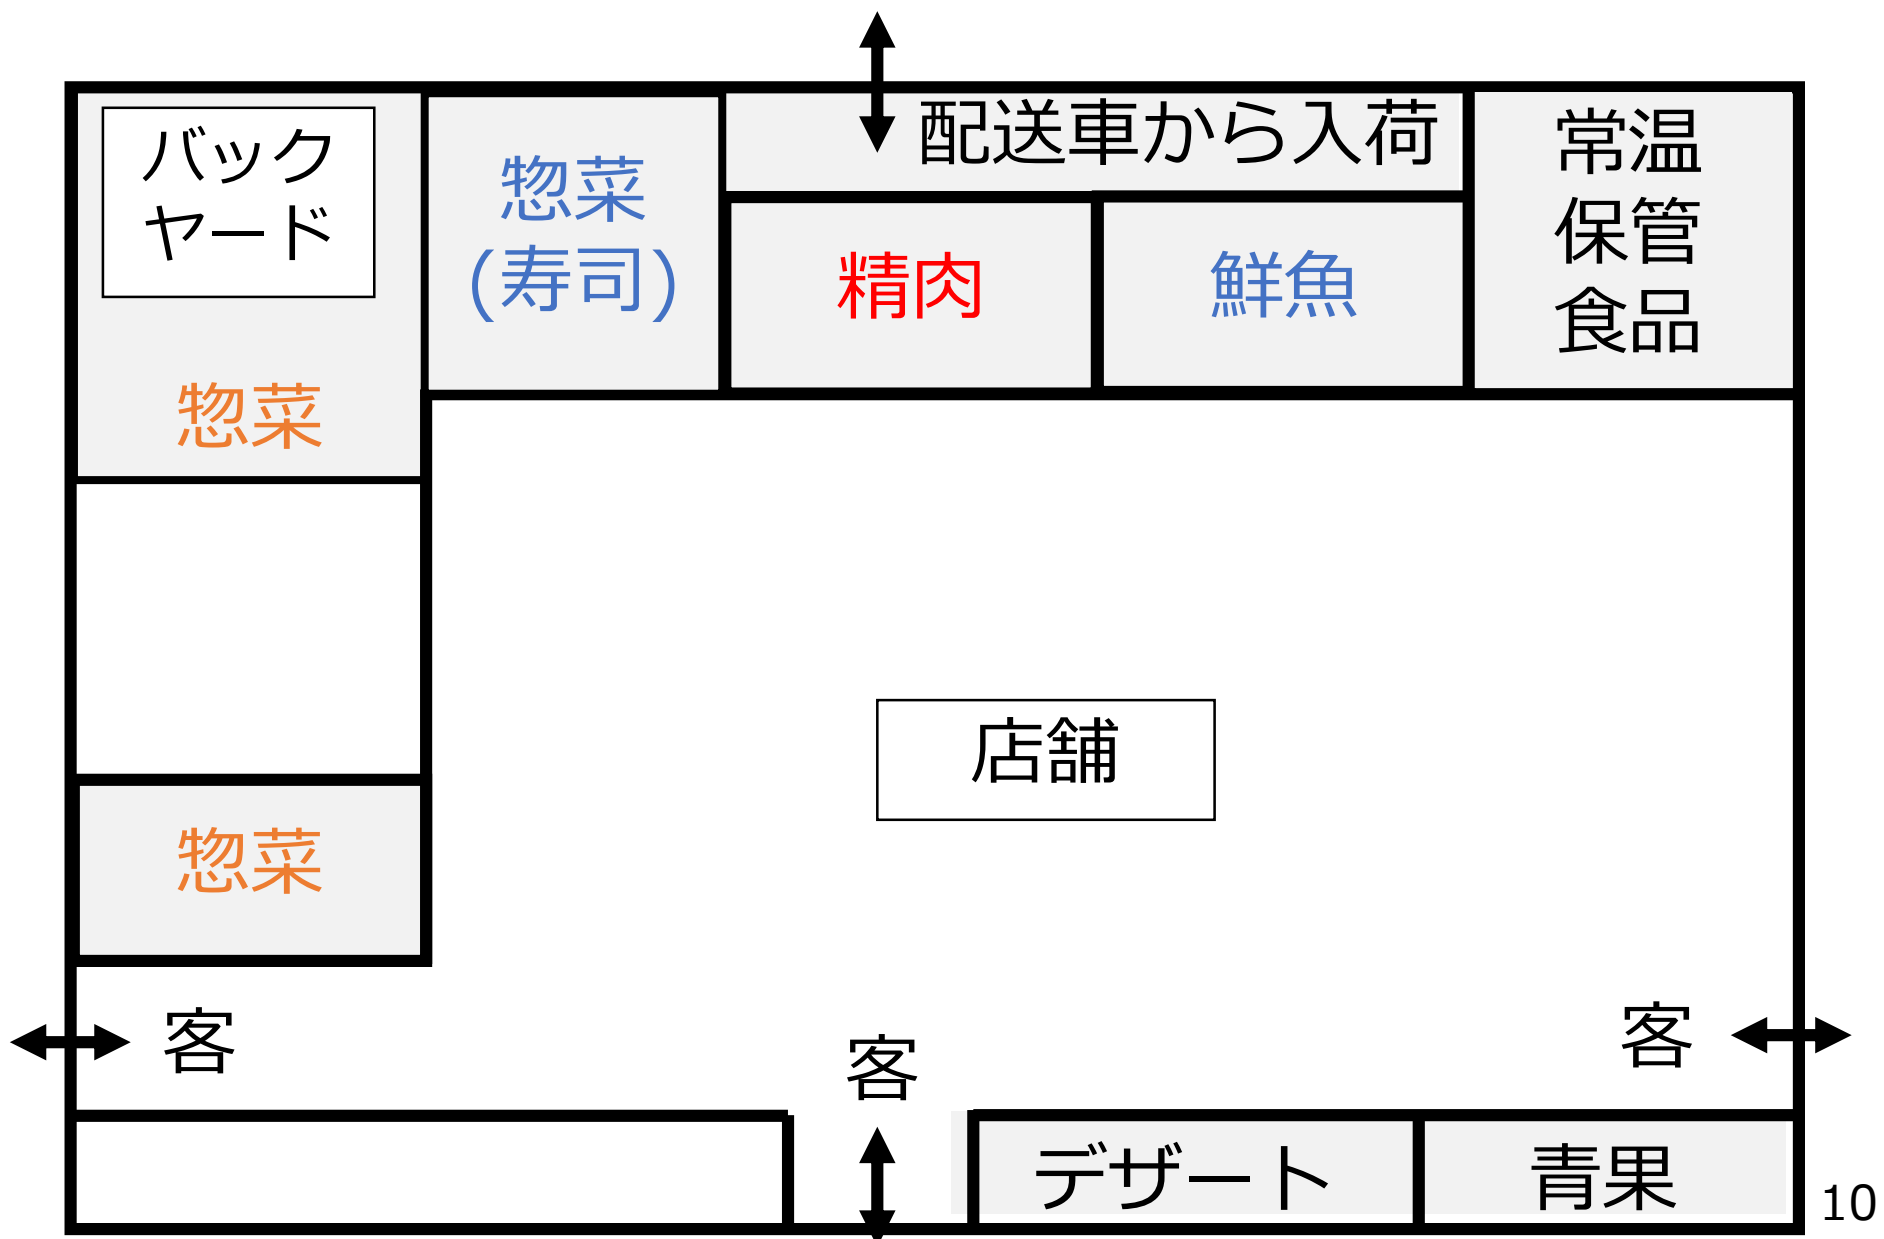 バック
ヤード
惣菜
惣菜
(寿司)
配送車から入荷
精肉
鮮魚
常温
保管
食品
店舗
惣菜
客
客
客
デザート
青果
10